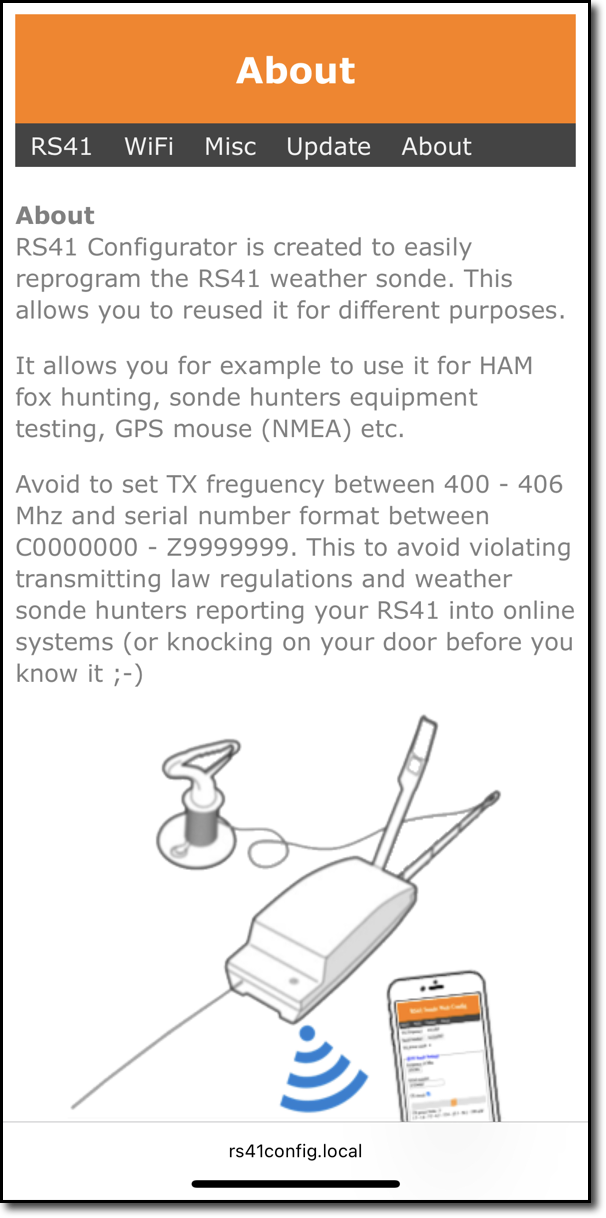 About
RS41 WiFi Misc Update About
About
RS41 Configurator is created to easily
reprogram the RS41 weather sonde. This
allows you to reused it for different purposes.
It allows you for example to use it for HAM
fox hunting, sonde hunters equipment
testing, GPS mouse (NMEA) etc.
Avoid to set TX freguency between 400 - 406
Mhz and serial number format between
C0000000 - Z9999999. This to avoid violating
transmitting law regulations and weather
sonde hunters reporting your RS41 into online
systems (or knocking on your door before you
know it ;-)
rs41config.local